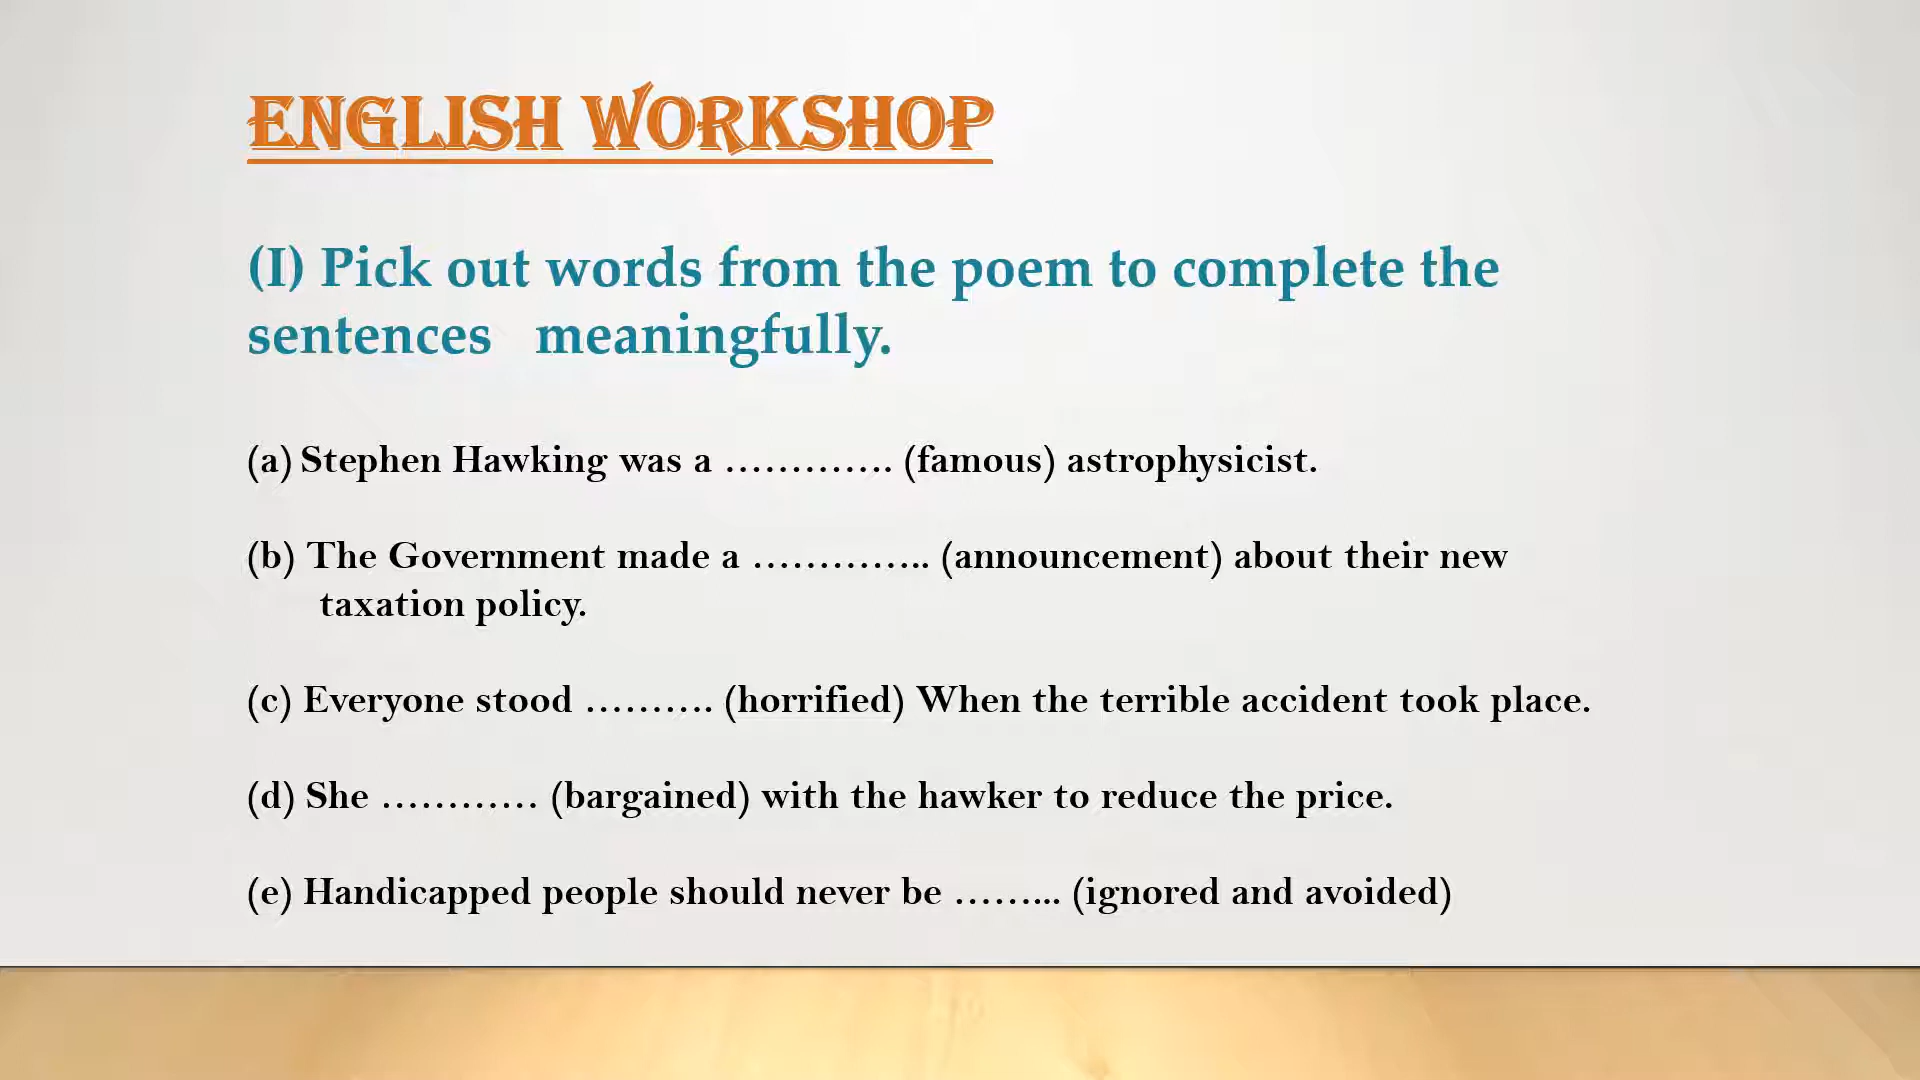 ENGLISH WORKSHOP
(I) Pick out words from the poem to complete the
sentences meaningfully.
(a) Stephen Hawking was a …………. (famous) astrophysicist.
(b) The Government made a ………….. (announcement) about their new
taxation policy.
(c) Everyone stood ………. (horrified) When the terrible accident took place.
(d) She ………… (bargained) with the hawker to reduce the price.
(e) Handicapped people should never be ……... (ignored and avoided)